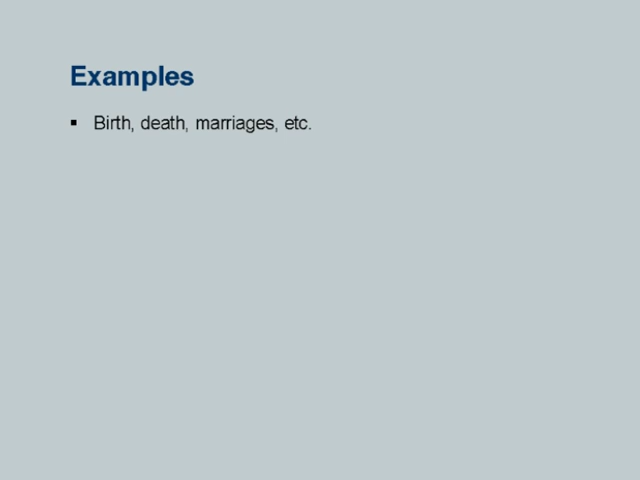 Examples
▪ Birth, death, marriages, etc.